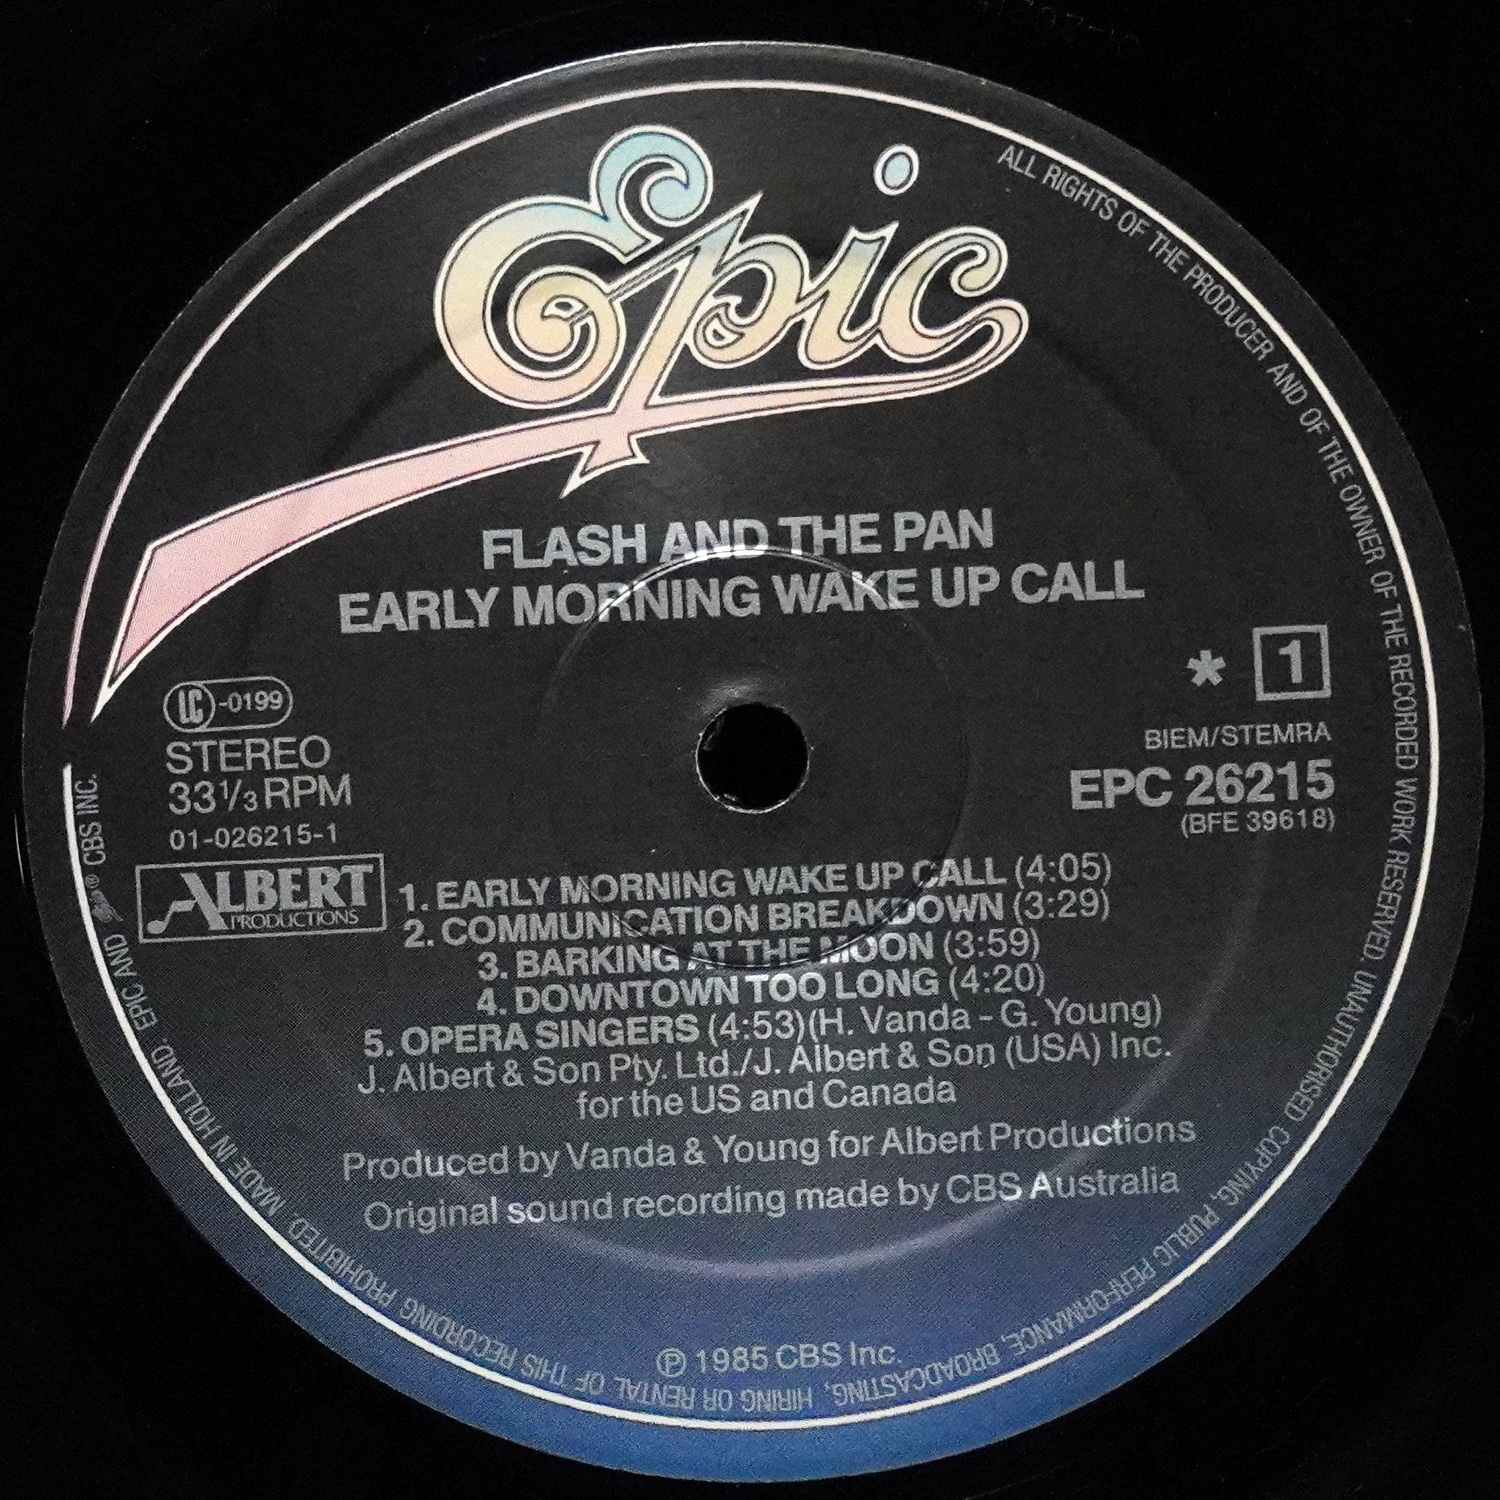 Epic
ALL RIGHTS OF THE PRODUCER AND OF THE OWNER OF THE RECORDED WORK RESERVED. UNAUTHORISED COPYING, PUBLIC PERFORMANCE, BROADCASTING, HIRING OR RENTAL OF THIS RECORDING PROHIBITED. MADE IN HOLLAND. EPIC AND ® CBS INC.
FLASH AND THE PAN
EARLY MORNING WAKE UP CALL
* 1
LC -0199
STEREO
33 1/3 RPM
01-026215-1
ALBERT
PRODUCTIONS
BIEM/STEMRA
EPC 26215
(BFE 39618)
1. EARLY MORNING WAKE UP CALL (4:05)
2. COMMUNICATION BREAKDOWN (3:29)
3. BARKING AT THE MOON (3:59)
4. DOWNTOWN TOO LONG (4:20)
5. OPERA SINGERS (4:53)(H. Vanda - G. Young)
J. Albert & Son Pty. Ltd./J. Albert & Son (USA) Inc.
for the US and Canada
Produced by Vanda & Young for Albert Productions
Original sound recording made by CBS Australia
℗ 1985 CBS Inc.